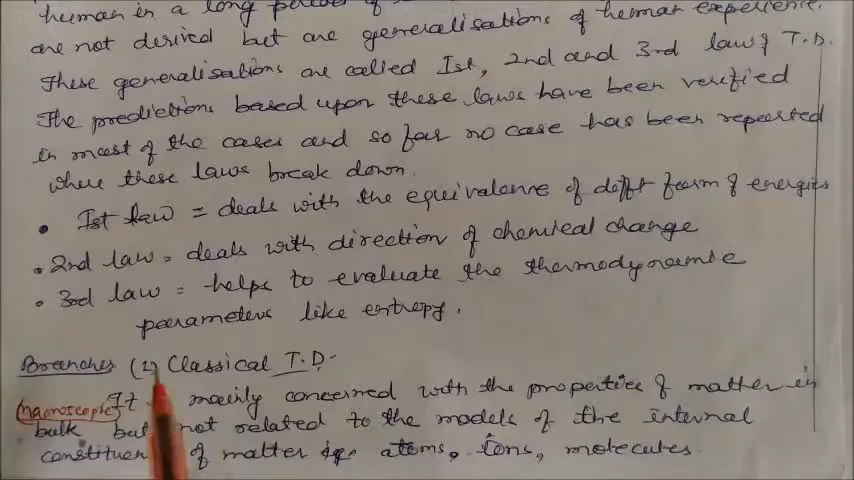 human in a long period of
are not derived but are generalisations of human experience.
These generalisations are called Ist, 2nd and 3rd law of T.D.
The predictions based upon these laws have been verified
in most of the cases and so far no case has been reported
where these laws break down.
• Ist law = deals with the equivalence of difft form of energies
• 2nd law = deals with direction of chemical change
• 3rd law = helps to evaluate the thermodynamic
parameters like entropy.
Branches (1) Classical T.D.-
(Macroscopic) It mainly concerned with the properties of matter in
bulk but not related to the models of the internal
of matter ie. atoms, ions, molecules.